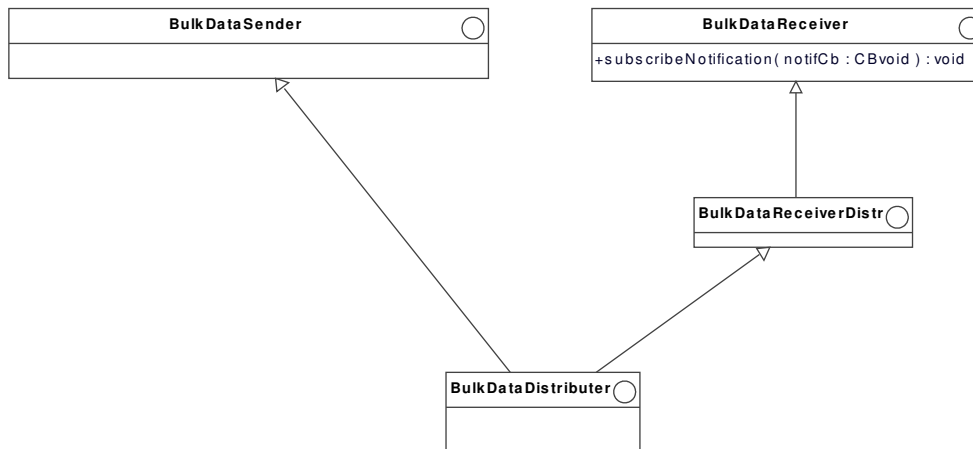 BulkDataSender
BulkDataReceiver
+subscribeNotification( notifCb : CBvoid ) : void
BulkDataReceiverDistr
BulkDataDistributer